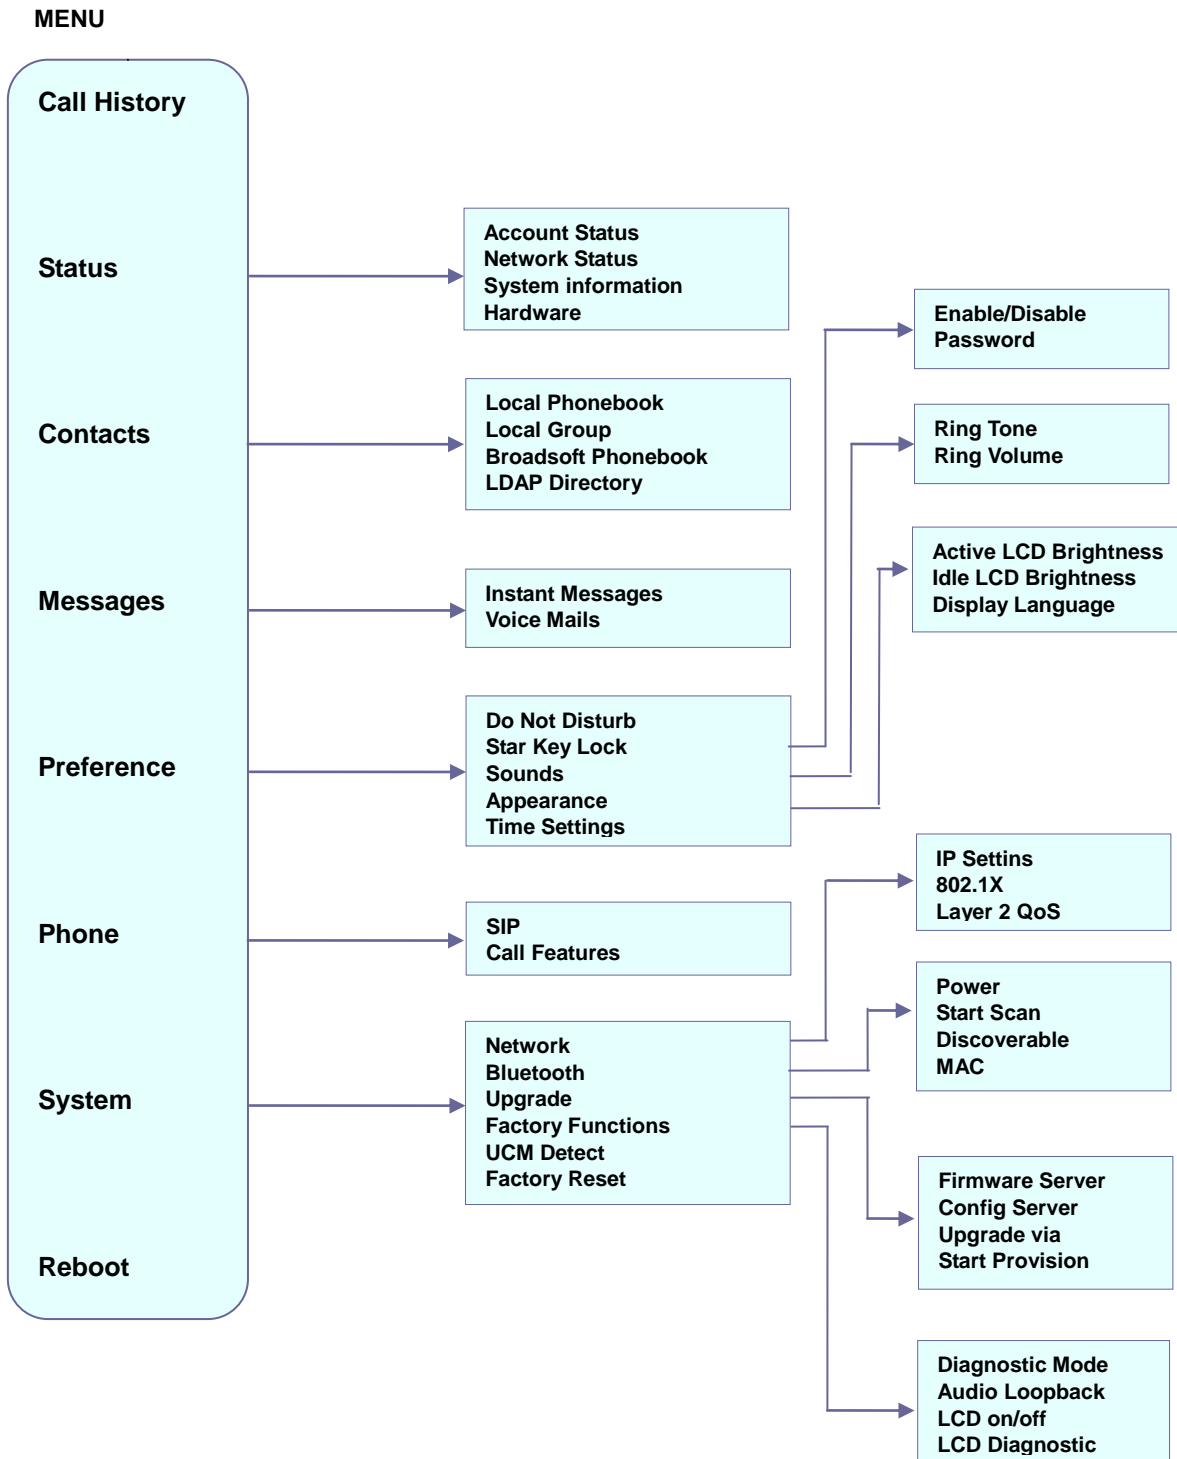 MENU
Call History
Status
Contacts
Messages
Preference
Phone
System
Reboot
Account Status
Network Status
System information
Hardware
Local Phonebook
Local Group
Broadsoft Phonebook
LDAP Directory
Instant Messages
Voice Mails
Do Not Disturb
Star Key Lock
Sounds
Appearance
Time Settings
SIP
Call Features
Network
Bluetooth
Upgrade
Factory Functions
UCM Detect
Factory Reset
Enable/Disable
Password
Ring Tone
Ring Volume
Active LCD Brightness
Idle LCD Brightness
Display Language
IP Settins
802.1X
Layer 2 QoS
Power
Start Scan
Discoverable
MAC
Firmware Server
Config Server
Upgrade via
Start Provision
Diagnostic Mode
Audio Loopback
LCD on/off
LCD Diagnostic